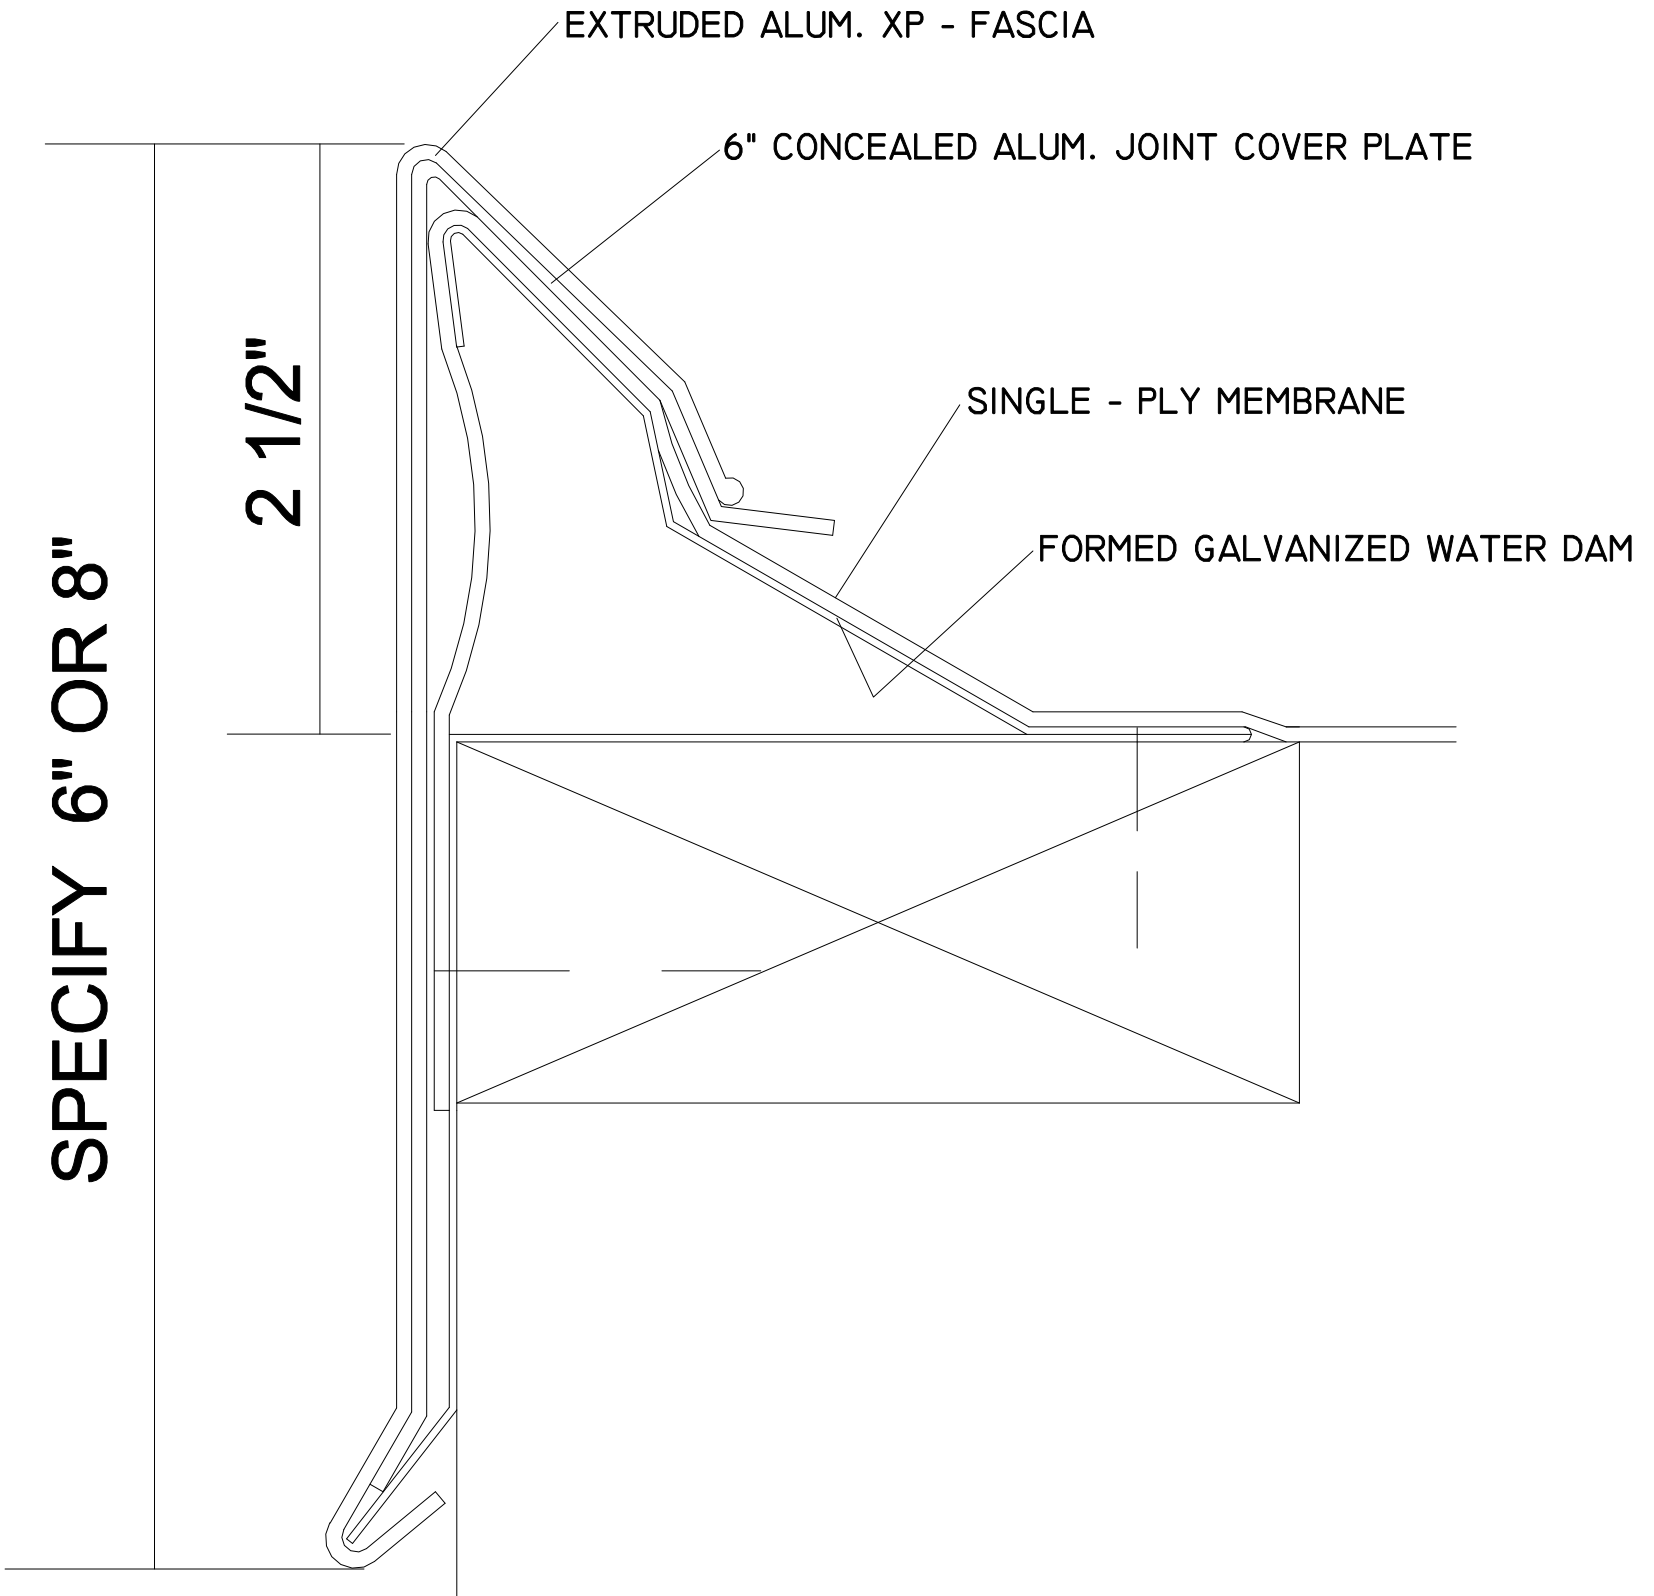 EXTRUDED ALUM. XP - FASCIA
6" CONCEALED ALUM. JOINT COVER PLATE
2 1/2"
SINGLE - PLY MEMBRANE
FORMED GALVANIZED WATER DAM
SPECIFY 6" OR 8"